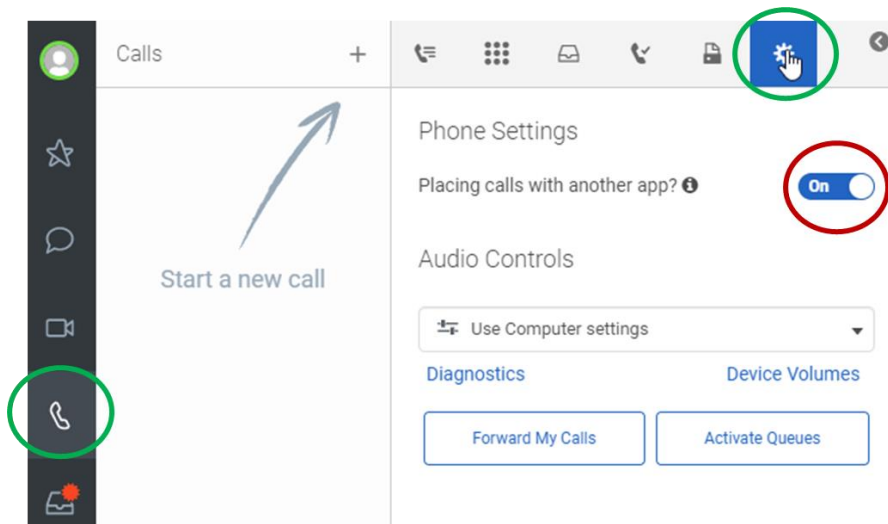 Calls
Start a new call
Phone Settings
Placing calls with another app?
On
Audio Controls
Use Computer settings
Diagnostics
Device Volumes
Forward My Calls
Activate Queues